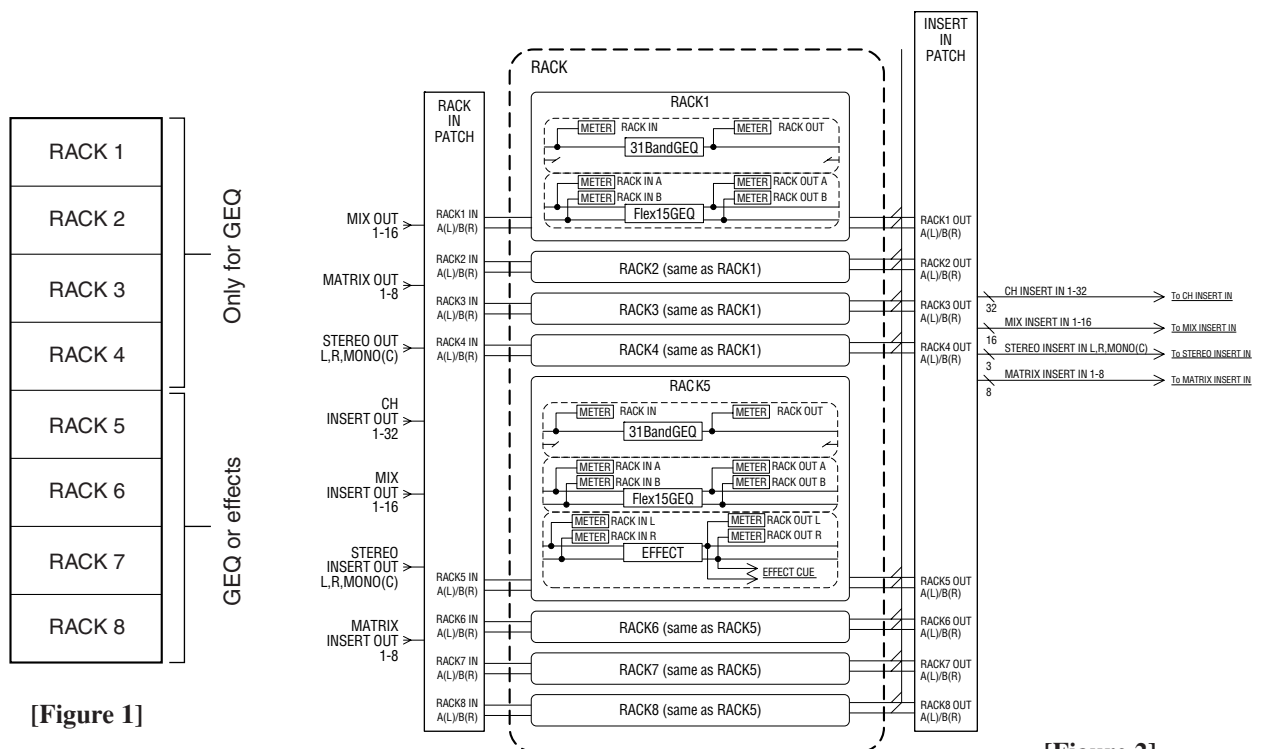 RACK 1
RACK 2
RACK 3
RACK 4
RACK 5
RACK 6
RACK 7
RACK 8
Only for GEQ
GEQ or effects
[Figure 1]
MIX OUT
1-16
MATRIX OUT
1-8
STEREO OUT
L,R,MONO(C)
CH
INSERT OUT
1-32
MIX
INSERT OUT
1-16
STEREO
INSERT OUT
L,R,MONO(C)
MATRIX
INSERT OUT
1-8
RACK
IN
PATCH
RACK1 IN
A(L)/B(R)
RACK2 IN
A(L)/B(R)
RACK3 IN
A(L)/B(R)
RACK4 IN
A(L)/B(R)
RACK5 IN
A(L)/B(R)
RACK6 IN
A(L)/B(R)
RACK7 IN
A(L)/B(R)
RACK8 IN
A(L)/B(R)
RACK
RACK1
METER RACK IN METER RACK OUT
31BandGEQ
METER RACK IN A METER RACK OUT A
METER RACK IN B METER RACK OUT B
Flex15GEQ
RACK2 (same as RACK1)
RACK3 (same as RACK1)
RACK4 (same as RACK1)
RACK5
METER RACK IN METER RACK OUT
31BandGEQ
METER RACK IN A METER RACK OUT A
METER RACK IN B METER RACK OUT B
Flex15GEQ
METER RACK IN L METER RACK OUT L
METER RACK IN R METER RACK OUT R
EFFECT
EFFECT CUE
RACK6 (same as RACK5)
RACK7 (same as RACK5)
RACK8 (same as RACK5)
INSERT
IN
PATCH
RACK1 OUT
A(L)/B(R)
RACK2 OUT
A(L)/B(R)
RACK3 OUT
A(L)/B(R)
RACK4 OUT
A(L)/B(R)
RACK5 OUT
A(L)/B(R)
RACK6 OUT
A(L)/B(R)
RACK7 OUT
A(L)/B(R)
RACK8 OUT
A(L)/B(R)
CH INSERT IN 1-32 To CH INSERT IN
32
MIX INSERT IN 1-16 To MIX INSERT IN
16
STEREO INSERT IN L,R,MONO(C) To STEREO INSERT IN
3
MATRIX INSERT IN 1-8 To MATRIX INSERT IN
8
[Figure 2]